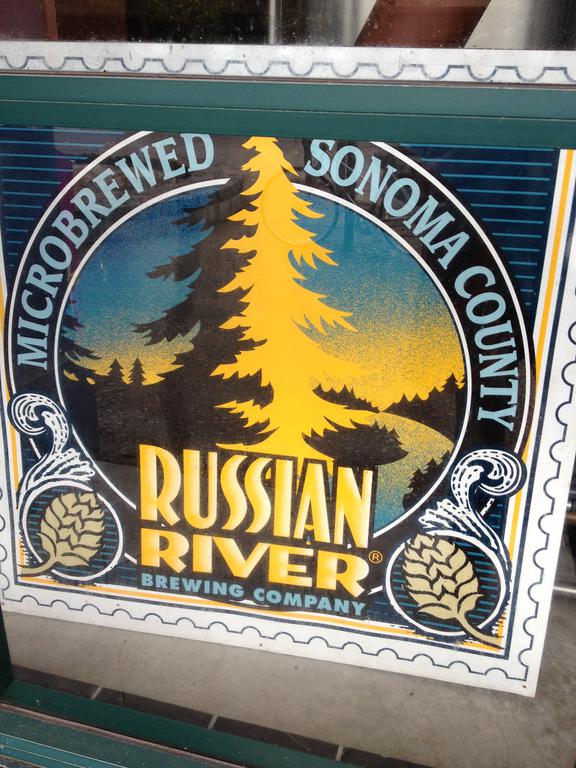 MICROBREWED
SONOMA COUNTY
RUSSIAN
RIVER®
BREWING COMPANY